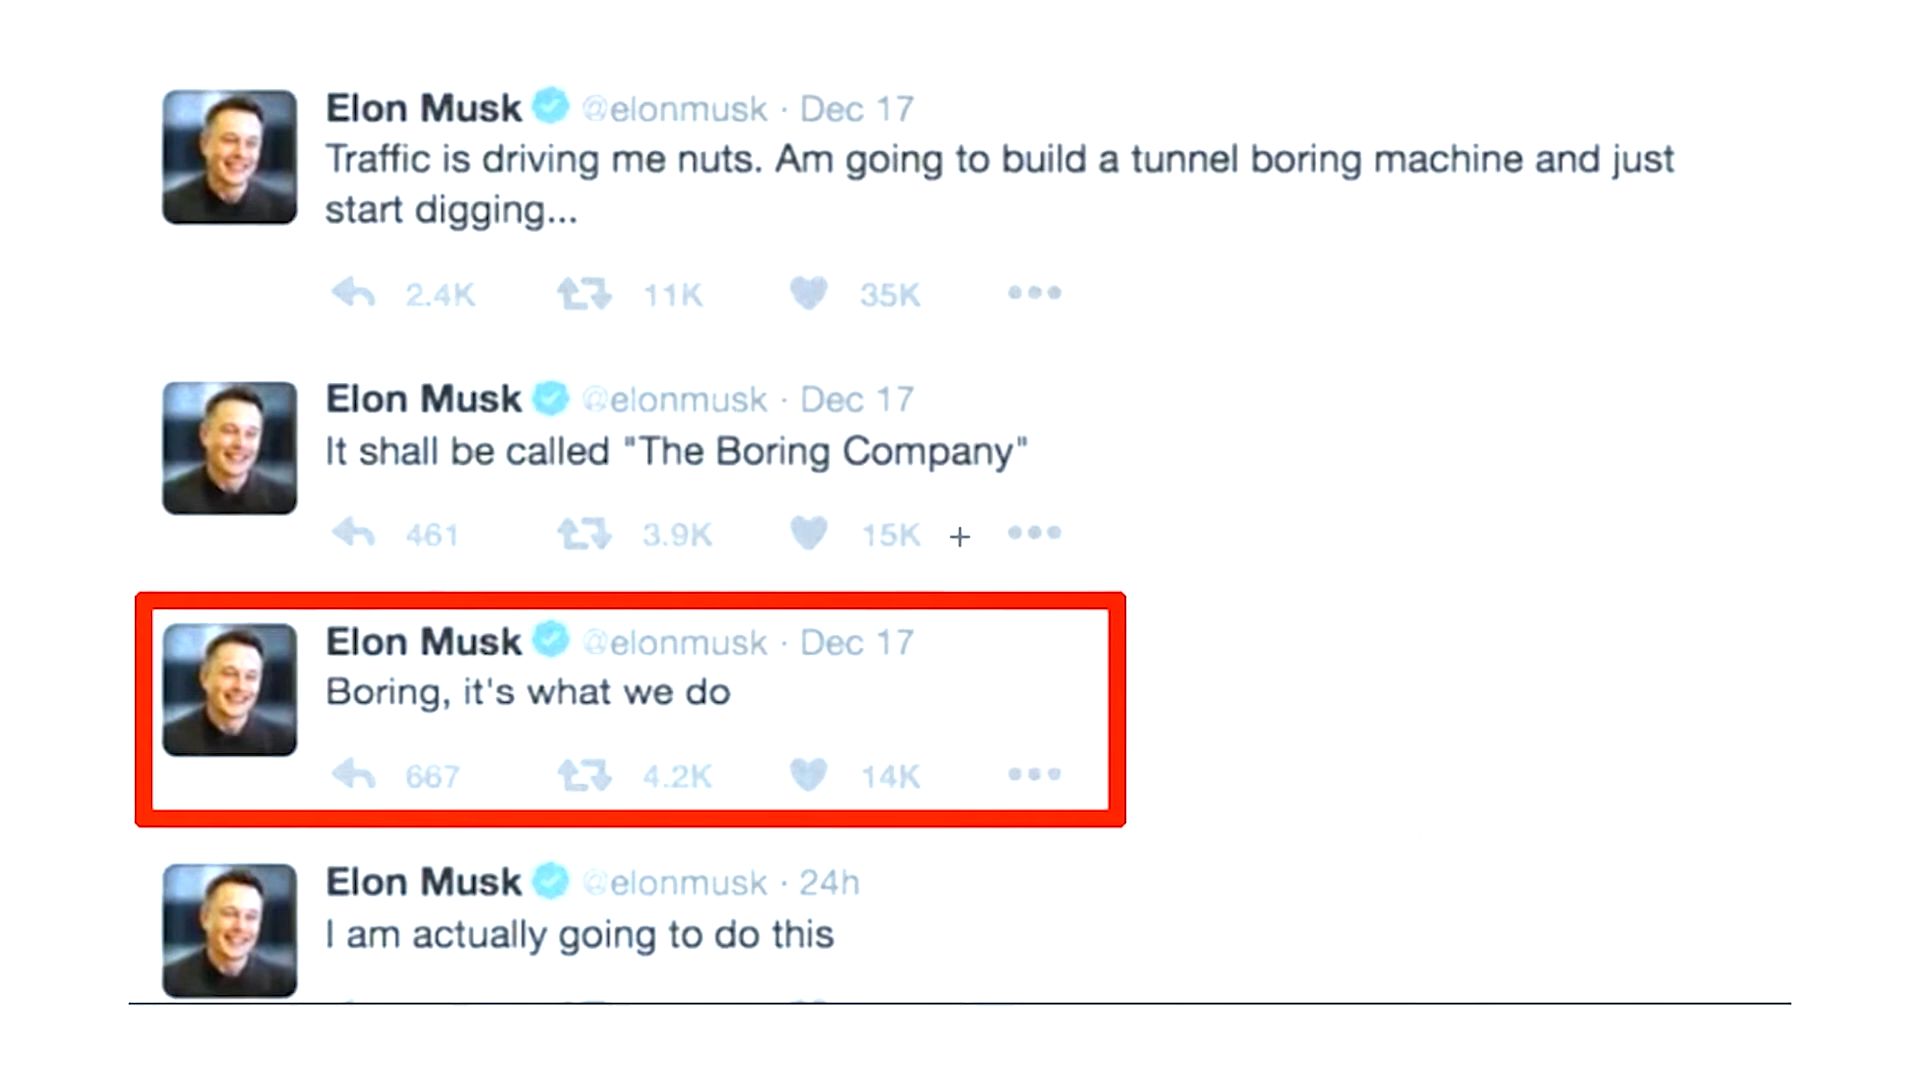 Elon Musk @elonmusk · Dec 17
Traffic is driving me nuts. Am going to build a tunnel boring machine and just
start digging...
2.4K 11K 35K
Elon Musk @elonmusk · Dec 17
It shall be called "The Boring Company"
461 3.9K 15K +
Elon Musk @elonmusk · Dec 17
Boring, it's what we do
667 4.2K 14K
Elon Musk @elonmusk · 24h
I am actually going to do this